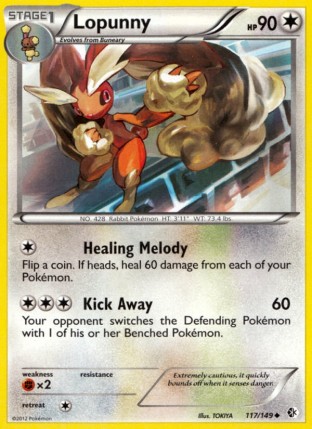 STAGE1
Lopunny
HP90
Evolves from Buneary
NO. 428 Rabbit Pokémon HT: 3'11" WT: 73.4 lbs.
Healing Melody
Flip a coin. If heads, heal 60 damage from each of your
Pokémon.
Kick Away 60
Your opponent switches the Defending Pokémon
with 1 of his or her Benched Pokémon.
weakness resistance
×2
retreat
Extremely cautious, it quickly
bounds off when it senses danger.
©2012 Pokémon
Illus. TOKIYA 117/149